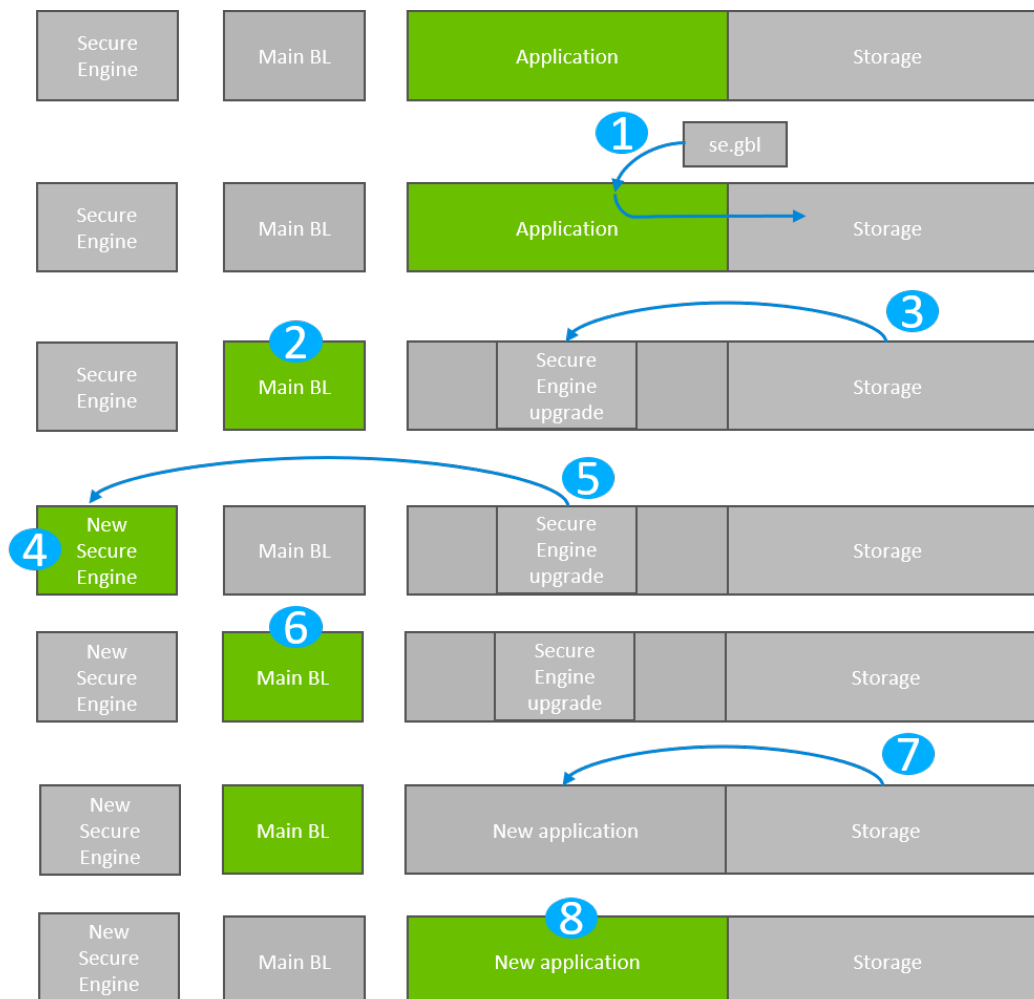 Secure
Engine
Main BL
Application
Storage
1
se.gbl
Secure
Engine
Main BL
Application
Storage
2
3
Secure
Engine
Main BL
Secure
Engine
upgrade
Storage
5
4
New
Secure
Engine
Main BL
Secure
Engine
upgrade
Storage
6
New
Secure
Engine
Main BL
Secure
Engine
upgrade
Storage
7
New
Secure
Engine
Main BL
New application
Storage
8
New
Secure
Engine
Main BL
New application
Storage